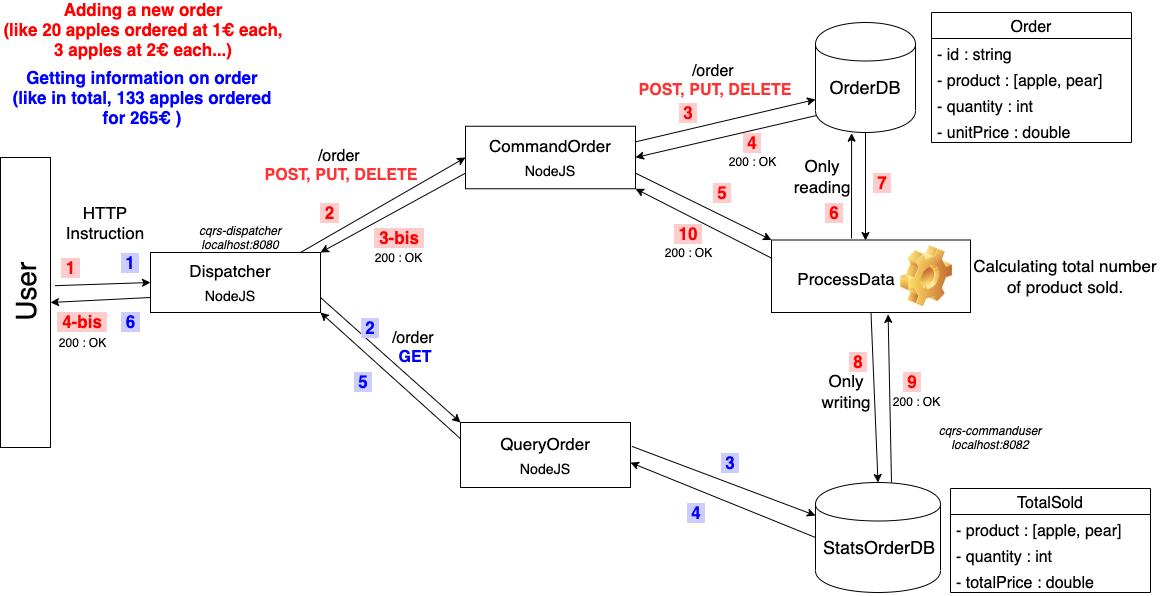 Adding a new order
(like 20 apples ordered at 1€ each,
3 apples at 2€ each...)
Getting information on order
(like in total, 133 apples ordered
for 265€ )
User
HTTP
Instruction
1
1
4-bis
6
200 : OK
cqrs-dispatcher
localhost:8080
Dispatcher
NodeJS
/order
POST, PUT, DELETE
2
3-bis
200 : OK
2
/order
GET
5
CommandOrder
NodeJS
/order
POST, PUT, DELETE
3
4
200 : OK
5
10
200 : OK
OrderDB
Order
- id : string
- product : [apple, pear]
- quantity : int
- unitPrice : double
Only
reading
6
7
ProcessData
Calculating total number
of product sold.
8
Only
writing
9
200 : OK
cqrs-commanduser
localhost:8082
QueryOrder
NodeJS
3
4
StatsOrderDB
TotalSold
- product : [apple, pear]
- quantity : int
- totalPrice : double